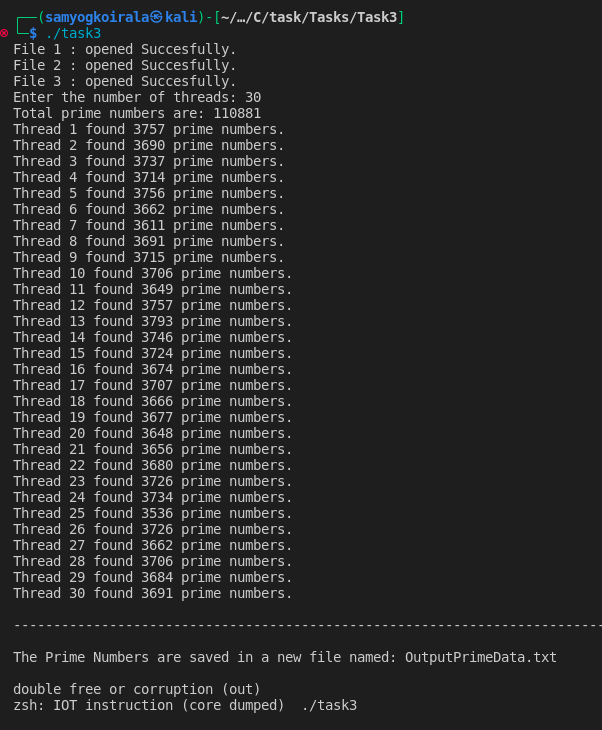 (samyogkoirala㉿kali)-[~/…/C/task/Tasks/Task3]
$ ./task3
File 1 : opened Succesfully.
File 2 : opened Succesfully.
File 3 : opened Succesfully.
Enter the number of threads: 30
Total prime numbers are: 110881
Thread 1 found 3757 prime numbers.
Thread 2 found 3690 prime numbers.
Thread 3 found 3737 prime numbers.
Thread 4 found 3714 prime numbers.
Thread 5 found 3756 prime numbers.
Thread 6 found 3662 prime numbers.
Thread 7 found 3611 prime numbers.
Thread 8 found 3691 prime numbers.
Thread 9 found 3715 prime numbers.
Thread 10 found 3706 prime numbers.
Thread 11 found 3649 prime numbers.
Thread 12 found 3757 prime numbers.
Thread 13 found 3793 prime numbers.
Thread 14 found 3746 prime numbers.
Thread 15 found 3724 prime numbers.
Thread 16 found 3674 prime numbers.
Thread 17 found 3707 prime numbers.
Thread 18 found 3666 prime numbers.
Thread 19 found 3677 prime numbers.
Thread 20 found 3648 prime numbers.
Thread 21 found 3656 prime numbers.
Thread 22 found 3680 prime numbers.
Thread 23 found 3726 prime numbers.
Thread 24 found 3734 prime numbers.
Thread 25 found 3536 prime numbers.
Thread 26 found 3726 prime numbers.
Thread 27 found 3662 prime numbers.
Thread 28 found 3706 prime numbers.
Thread 29 found 3684 prime numbers.
Thread 30 found 3691 prime numbers.
--------------------------------------------------------------------------
The Prime Numbers are saved in a new file named: OutputPrimeData.txt
double free or corruption (out)
zsh: IOT instruction (core dumped)  ./task3